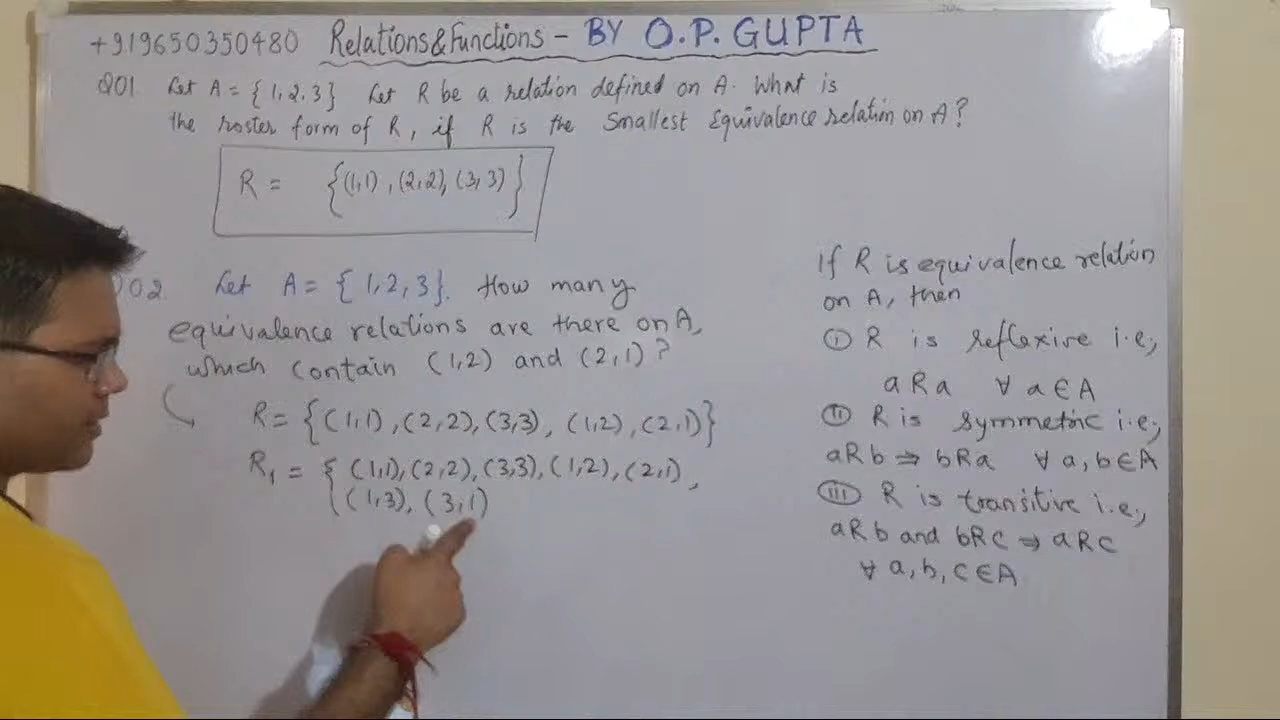 +919650350480 Relations&Functions - BY O.P. GUPTA
Q01. Let A = { 1, 2, 3 } Let R be a relation defined on A. What is
the roster form of R, if R is the Smallest Equivalence relation on A?
R = {(1,1), (2,2), (3,3)}
02. Let A = { 1, 2, 3 }. How many
equivalence relations are there on A,
which contain (1,2) and (2,1)?
R = {(1,1), (2,2), (3,3), (1,2), (2,1)}
R₁ = { (1,1), (2,2), (3,3), (1,2), (2,1),
(1,3), (3,1)
If R is equivalence relation
on A, then
(i) R is reflexive i.e.,
aRa ∀ a∈A
(ii) R is symmetric i.e.,
aRb ⇒ bRa ∀ a, b∈A
(iii) R is transitive i.e.,
aRb and bRc ⇒ aRc
∀ a, b, c∈A